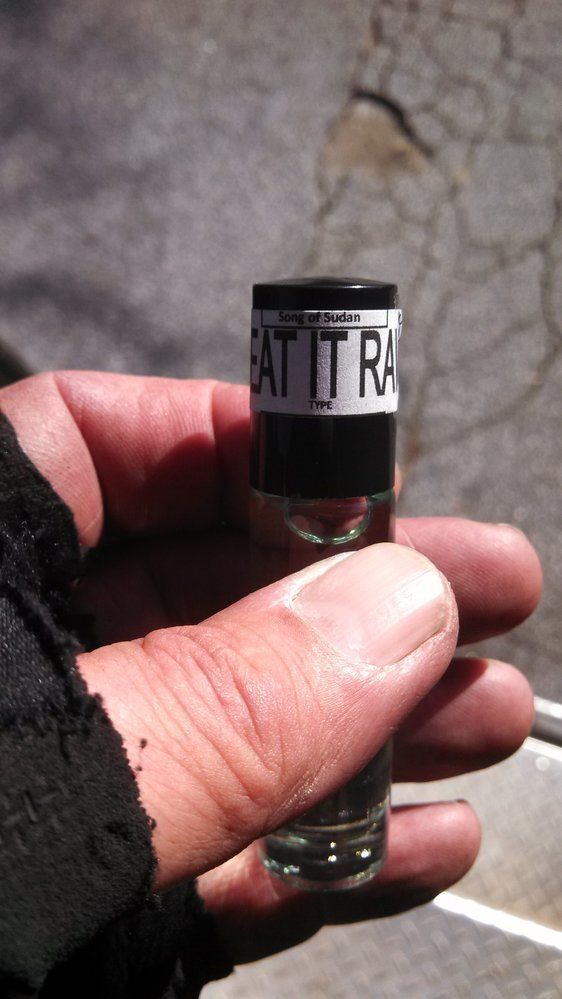 Song of Sudan
EAT IT RA
TYPE